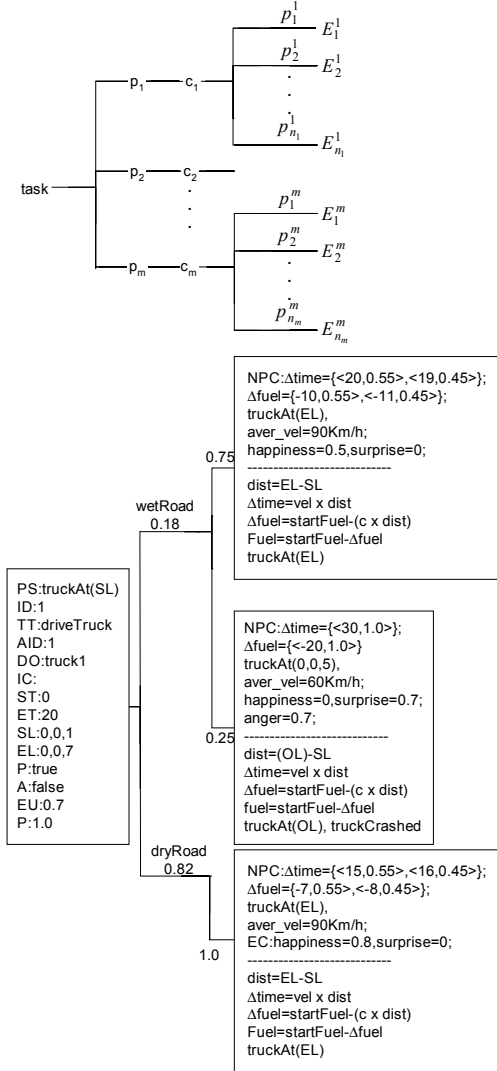 p_1^1 E_1^1
p_2^1 E_2^1
p_1 c_1
p_{n_1}^1 E_{n_1}^1
p_2 c_2
task
p_1^m E_1^m
p_2^m E_2^m
p_m c_m
p_{n_m}^m E_{n_m}^m
NPC:Δtime={<20,0.55>,<19,0.45>};
Δfuel={-10,0.55>,<-11,0.45>};
truckAt(EL),
aver_vel=90Km/h;
happiness=0.5,surprise=0;
----------------------------
dist=EL-SL
Δtime=vel x dist
Δfuel=startFuel-(c x dist)
Fuel=startFuel-Δfuel
truckAt(EL)
0.75
wetRoad
0.18
PS:truckAt(SL)
ID:1
TT:driveTruck
AID:1
DO:truck1
IC:
ST:0
ET:20
SL:0,0,1
EL:0,0,7
P:true
A:false
EU:0.7
P:1.0
NPC:Δtime={<30,1.0>};
Δfuel={<-20,1.0>}
truckAt(0,0,5),
aver_vel=60Km/h;
happiness=0,surprise=0.7;
anger=0.7;
----------------------------
dist=(OL)-SL
Δtime=vel x dist
Δfuel=startFuel-(c x dist)
fuel=startFuel-Δfuel
truckAt(OL), truckCrashed
0.25
dryRoad
0.82
NPC:Δtime={<15,0.55>,<16,0.45>};
Δfuel={-7,0.55>,<-8,0.45>};
truckAt(EL),
aver_vel=90Km/h;
EC:happiness=0.8,surprise=0;
----------------------------
dist=EL-SL
Δtime=vel x dist
Δfuel=startFuel-(c x dist)
Fuel=startFuel-Δfuel
truckAt(EL)
1.0